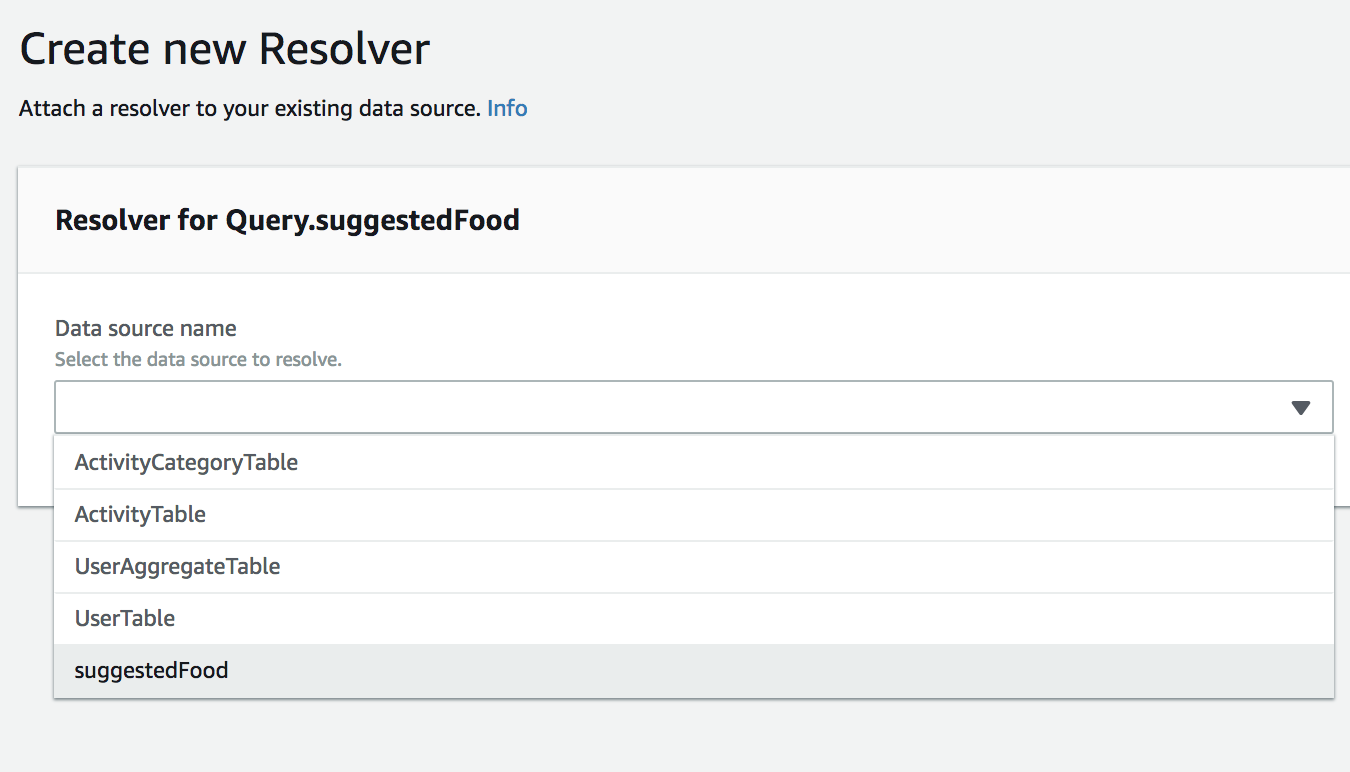 Create new Resolver
Attach a resolver to your existing data source. Info
Resolver for Query.suggestedFood
Data source name
Select the data source to resolve.
ActivityCategoryTable
ActivityTable
UserAggregateTable
UserTable
suggestedFood